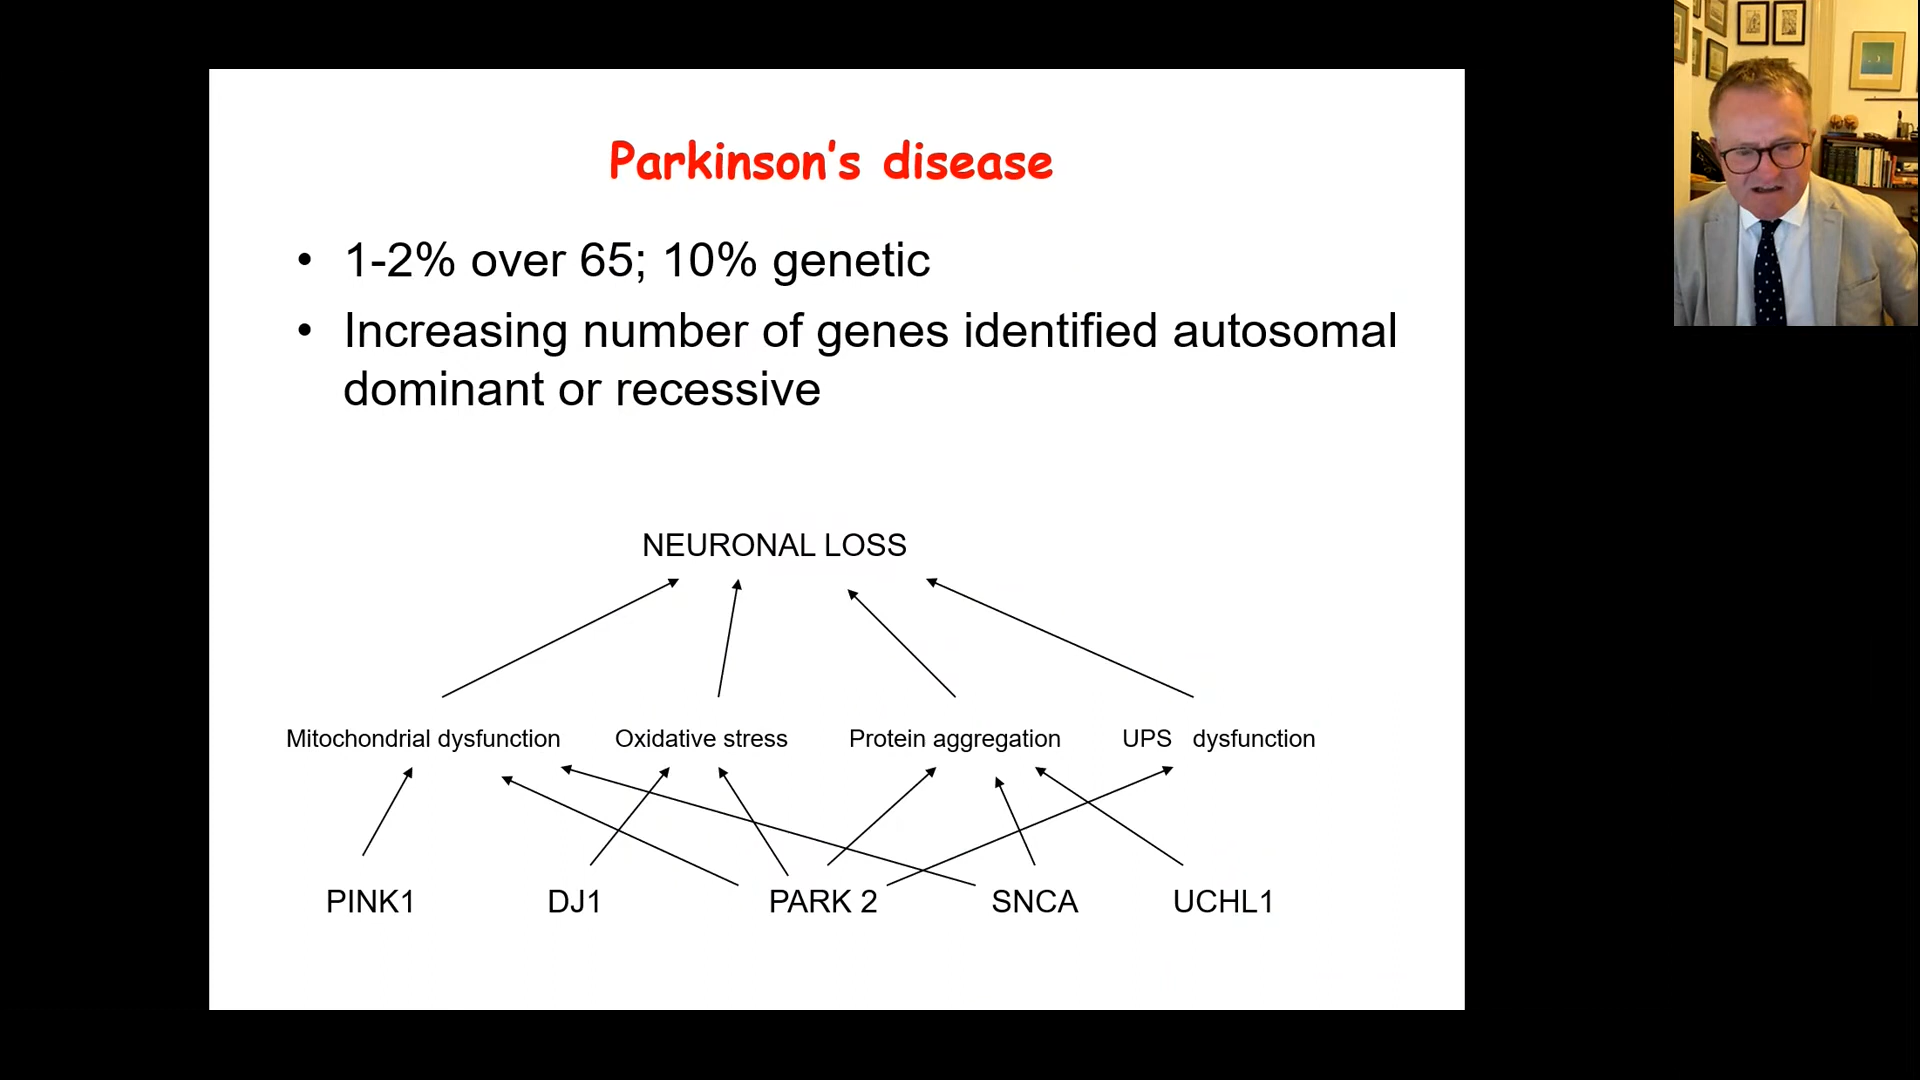 Parkinson's disease
• 1-2% over 65; 10% genetic
• Increasing number of genes identified autosomal
dominant or recessive
NEURONAL LOSS
Mitochondrial dysfunction Oxidative stress Protein aggregation UPS dysfunction
PINK1 DJ1 PARK 2 SNCA UCHL1